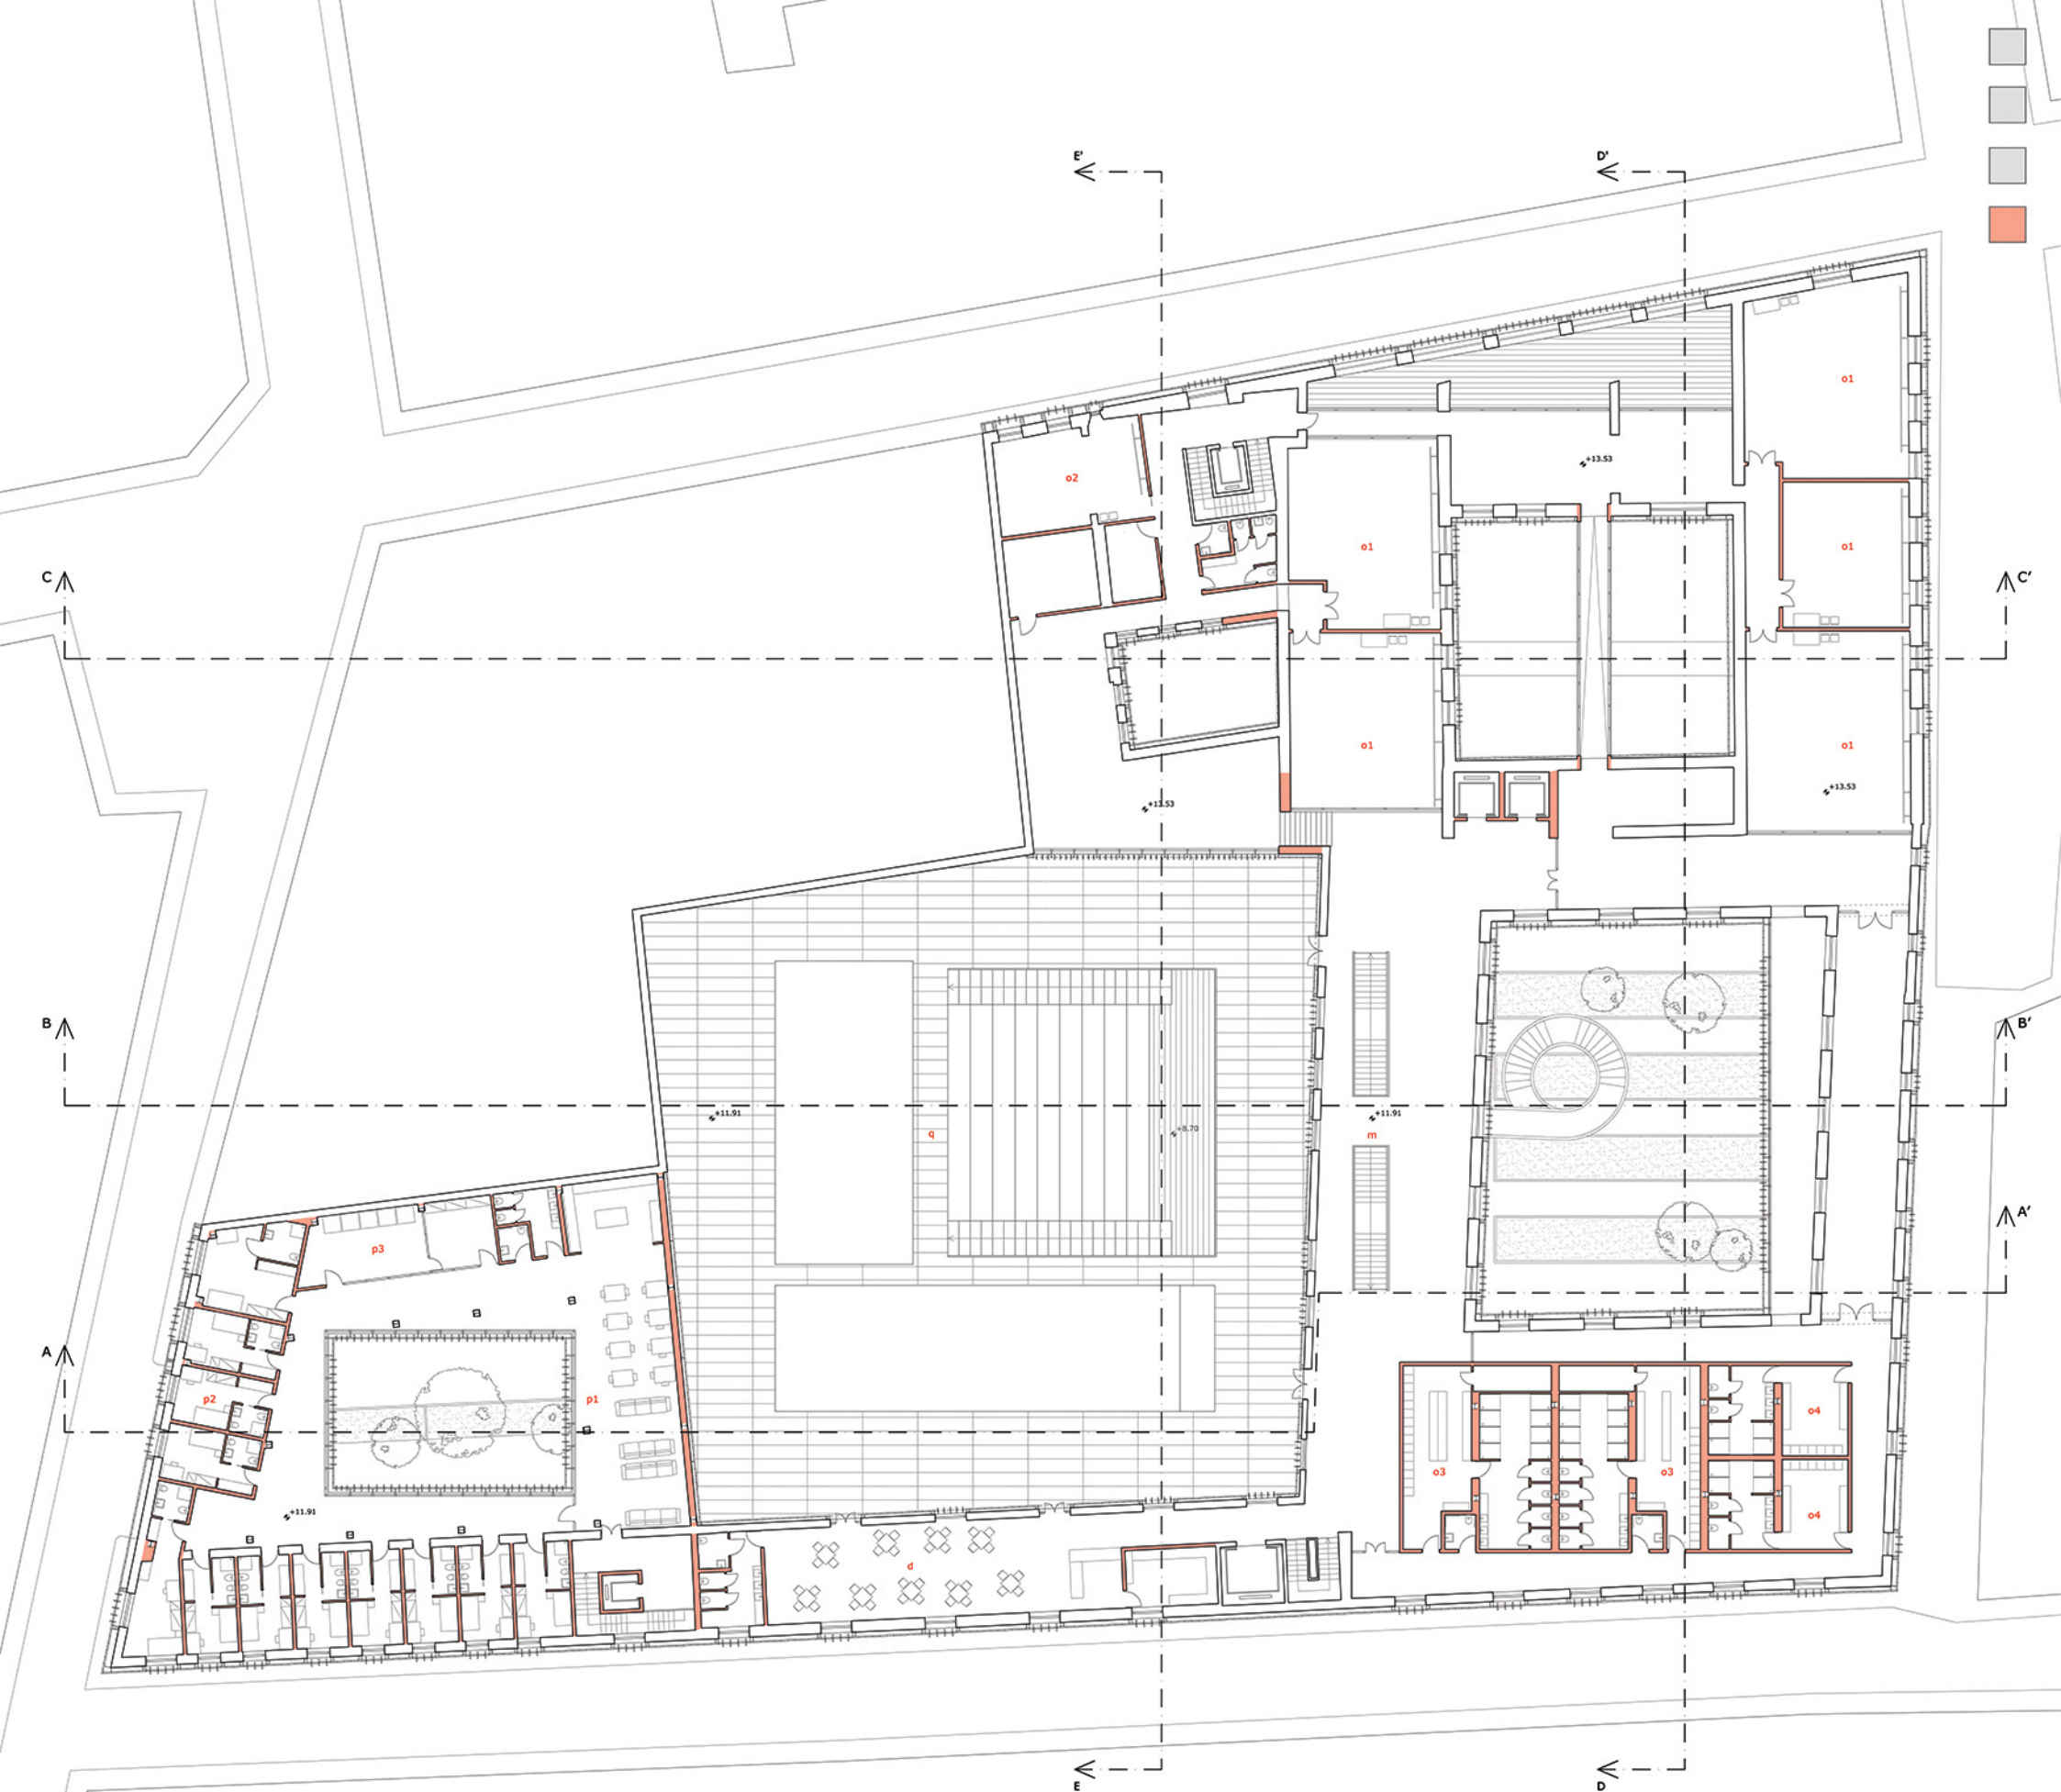 E' D'
o1
+13.53
o2
o1 o1
C C'
o1 o1
+13.53
+13.53
B B'
+11.91 +11.91
q +8.70 m
A'
p3
A
p2 p1
o4
o3 o3
+11.91 o4
d
E D